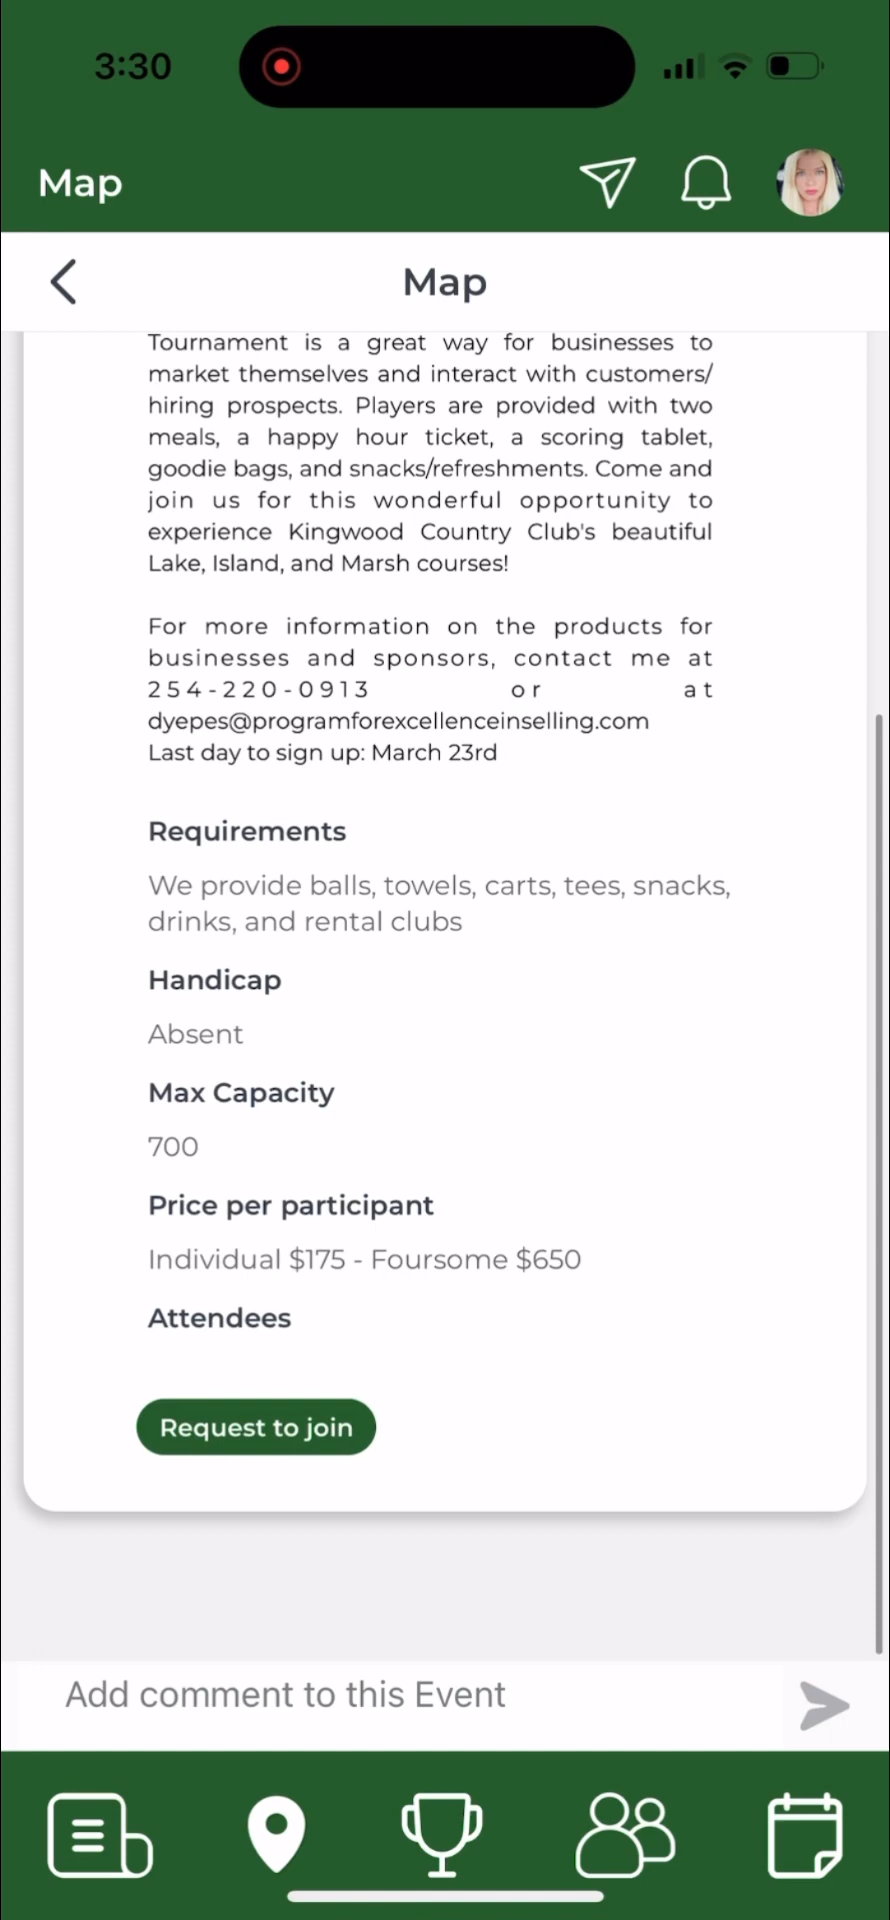 3:30
Map
Map
Tournament is a great way for businesses to
market themselves and interact with customers/
hiring prospects. Players are provided with two
meals, a happy hour ticket, a scoring tablet,
goodie bags, and snacks/refreshments. Come and
join us for this wonderful opportunity to
experience Kingwood Country Club's beautiful
Lake, Island, and Marsh courses!
For more information on the products for
businesses and sponsors, contact me at
254-220-0913 or at
dyepes@programforexcellenceinselling.com
Last day to sign up: March 23rd
Requirements
We provide balls, towels, carts, tees, snacks,
drinks, and rental clubs
Handicap
Absent
Max Capacity
700
Price per participant
Individual $175 - Foursome $650
Attendees
Request to join
Add comment to this Event